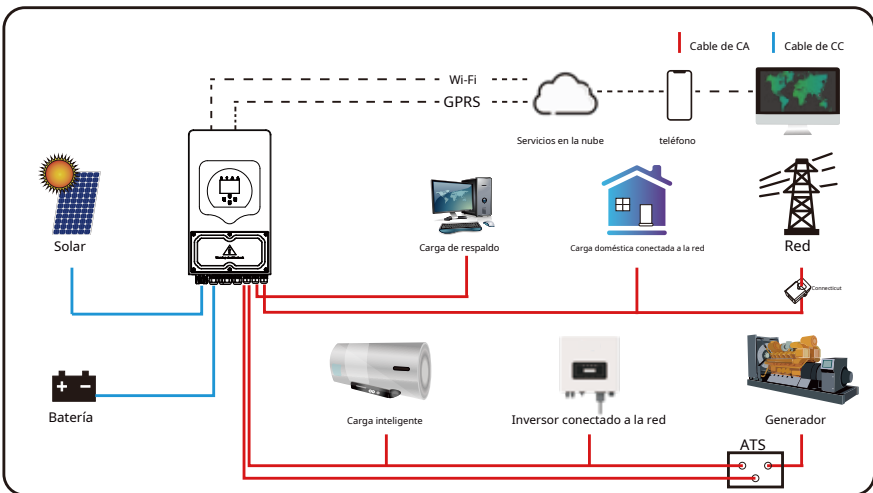 Cable de CA
Cable de CC
Wi-Fi
GPRS
Servicios en la nube
teléfono
Solar
Carga de respaldo
Carga doméstica conectada a la red
Red
Connecticut
Batería
Carga inteligente
Inversor conectado a la red
Generador
ATS